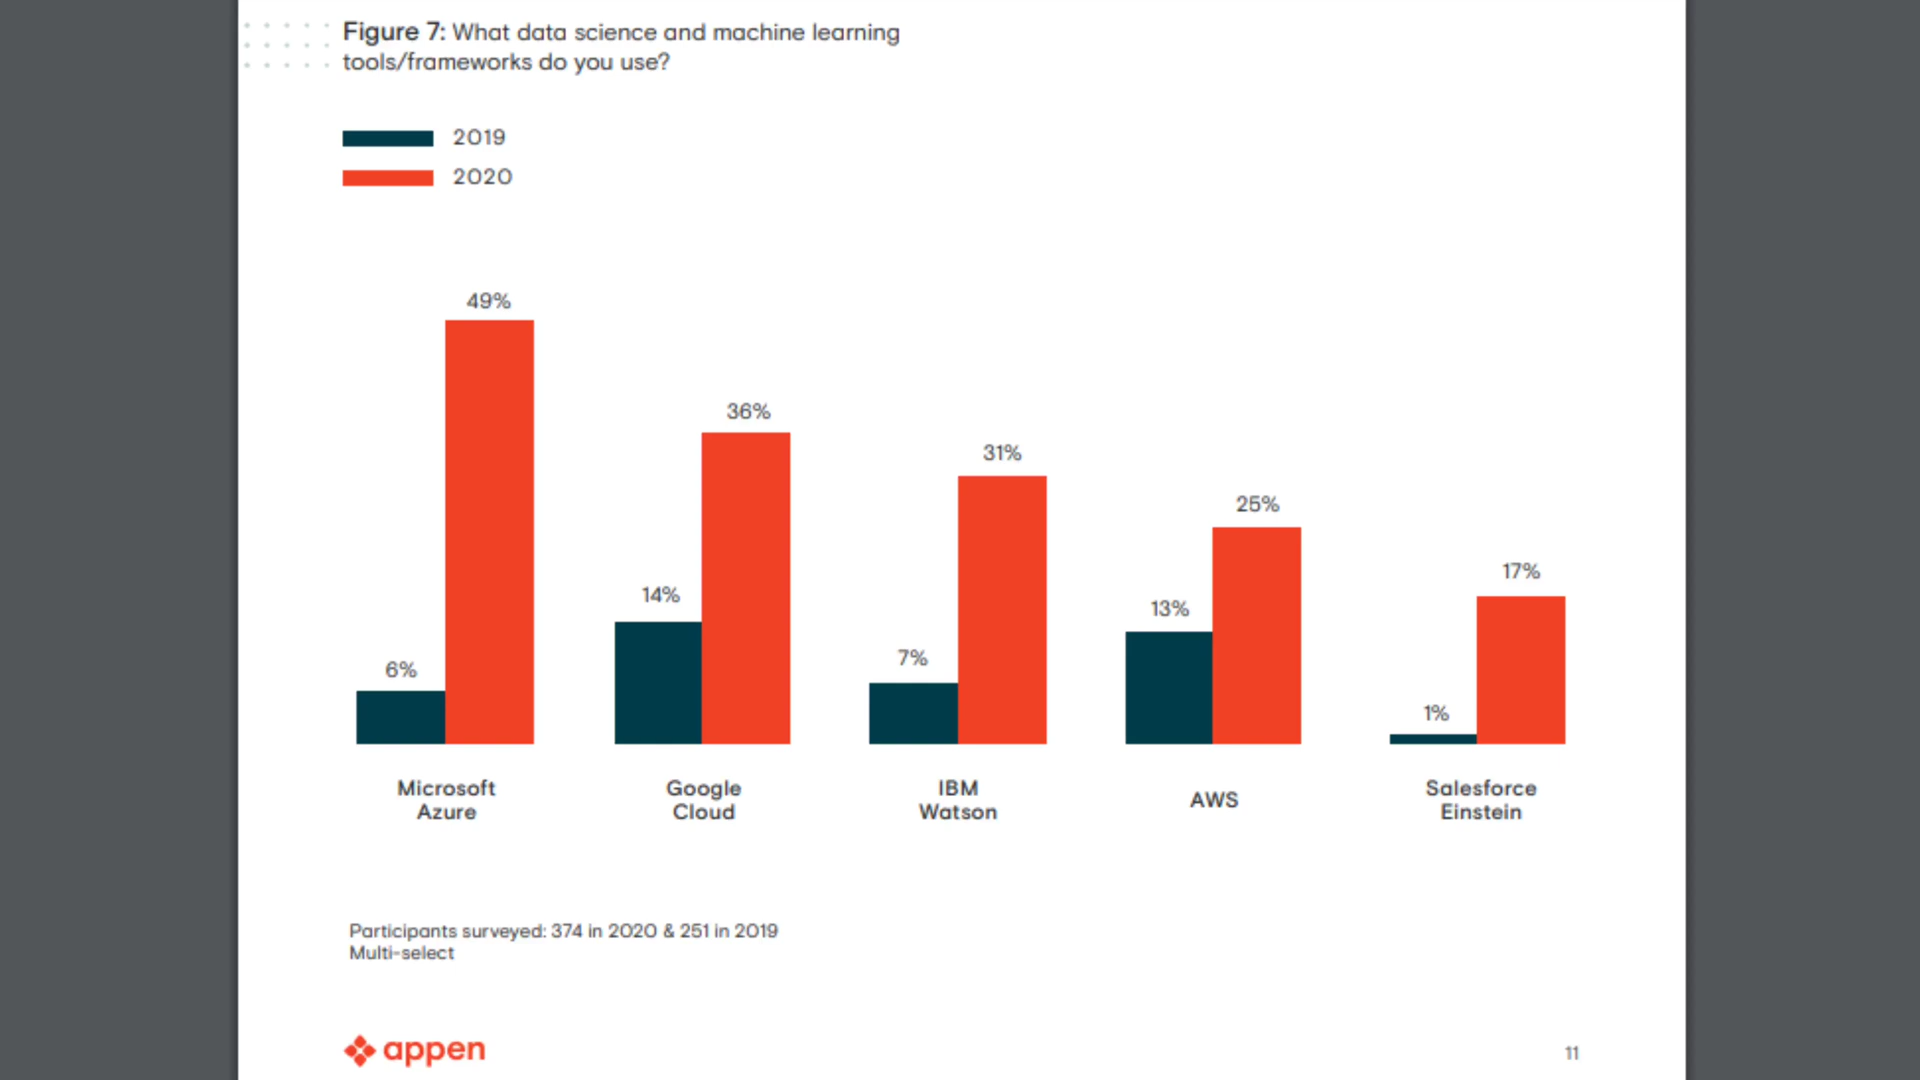 Figure 7: What data science and machine learning
tools/frameworks do you use?
2019
2020
49%
36%
31%
25%
17%
14%
13%
7%
6%
1%
Microsoft
Azure
Google
Cloud
IBM
Watson
AWS
Salesforce
Einstein
Participants surveyed: 374 in 2020 & 251 in 2019
Multi-select
appen
11